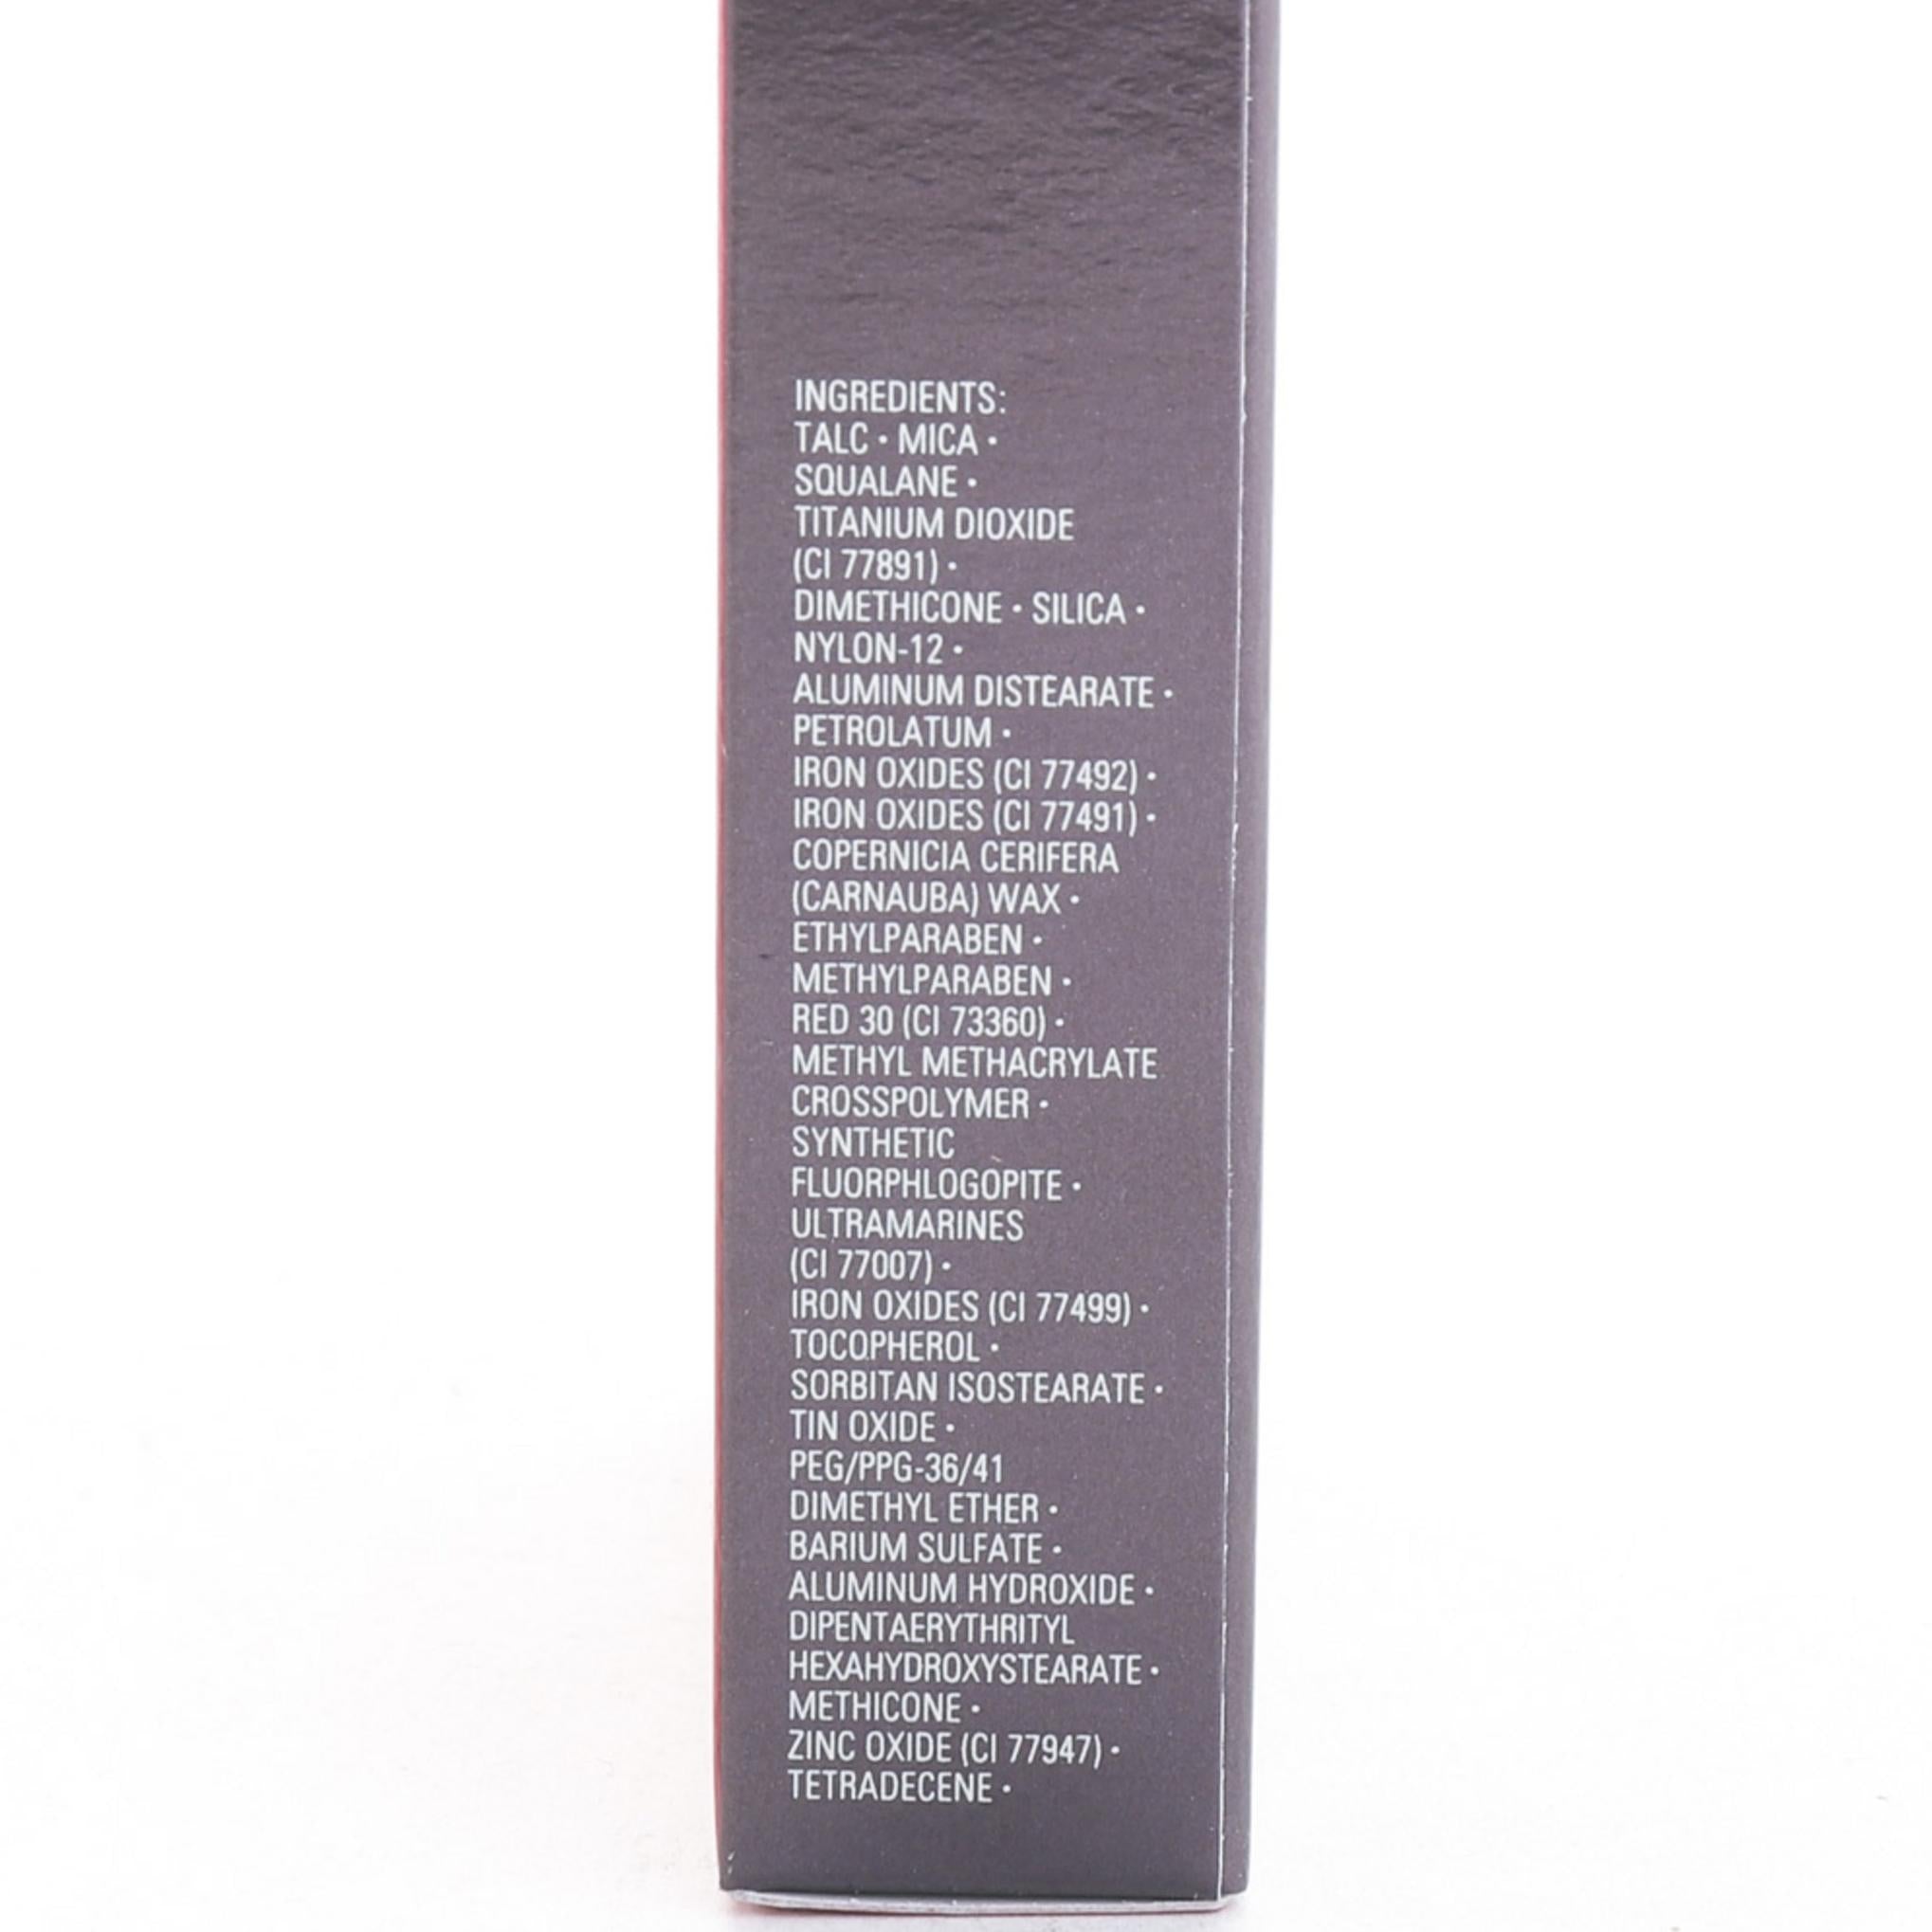 INGREDIENTS:
TALC · MICA ·
SQUALANE ·
TITANIUM DIOXIDE
(CI 77891) ·
DIMETHICONE · SILICA ·
NYLON-12 ·
ALUMINUM DISTEARATE ·
PETROLATUM ·
IRON OXIDES (CI 77492) ·
IRON OXIDES (CI 77491) ·
COPERNICIA CERIFERA
(CARNAUBA) WAX ·
ETHYLPARABEN ·
METHYLPARABEN ·
RED 30 (CI 73360) ·
METHYL METHACRYLATE
CROSSPOLYMER ·
SYNTHETIC
FLUORPHLOGOPITE ·
ULTRAMARINES
(CI 77007) ·
IRON OXIDES (CI 77499) ·
TOCOPHEROL ·
SORBITAN ISOSTEARATE ·
TIN OXIDE ·
PEG/PPG-36/41
DIMETHYL ETHER ·
BARIUM SULFATE ·
ALUMINUM HYDROXIDE ·
DIPENTAERYTHRITYL
HEXAHYDROXYSTEARATE ·
METHICONE ·
ZINC OXIDE (CI 77947) ·
TETRADECENE ·